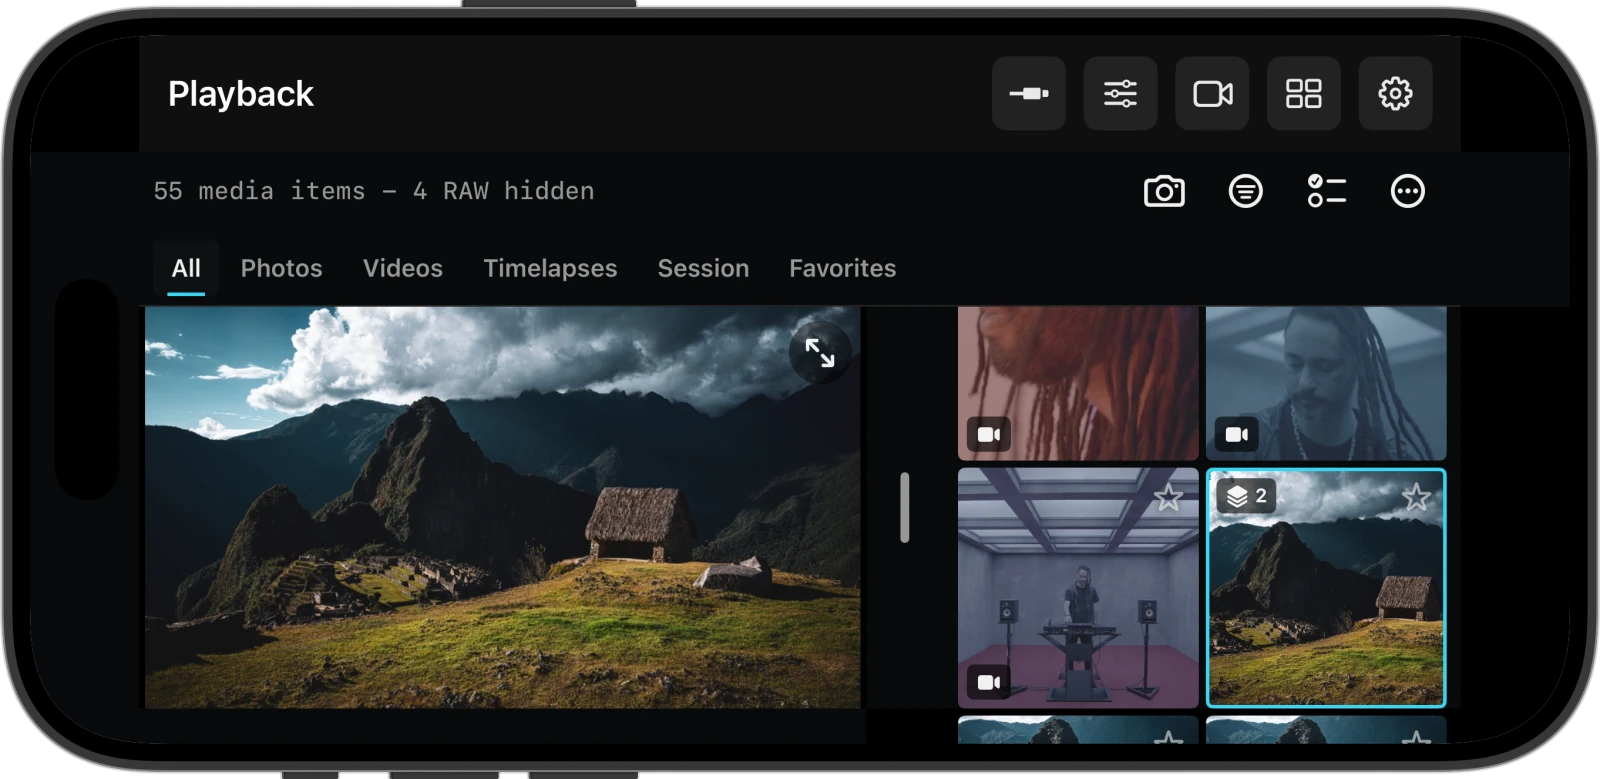 Playback
55 media items – 4 RAW hidden
All Photos Videos Timelapses Session Favorites
2